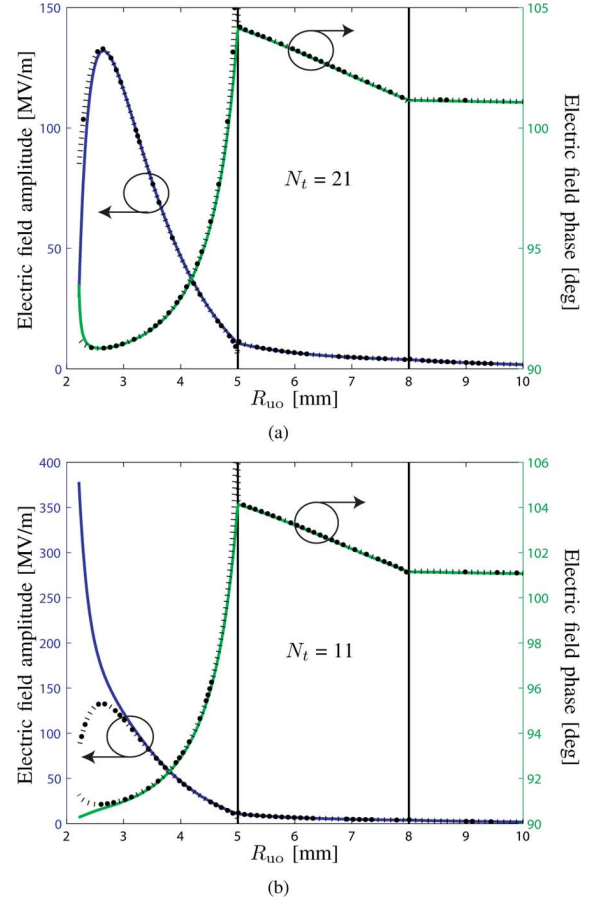 105
150
100
100
N_t = 21
50
95
0
90
2 3 4 5 6 7 8 9 10
R_uo [mm]
Electric field amplitude [MV/m]
Electric field phase [deg]
(a)
400
106
350
104
300
102
250
100
200
98
N_t = 11
150
96
100
94
50
92
0
90
2 3 4 5 6 7 8 9 10
R_uo [mm]
Electric field amplitude [MV/m]
Electric field phase [deg]
(b)